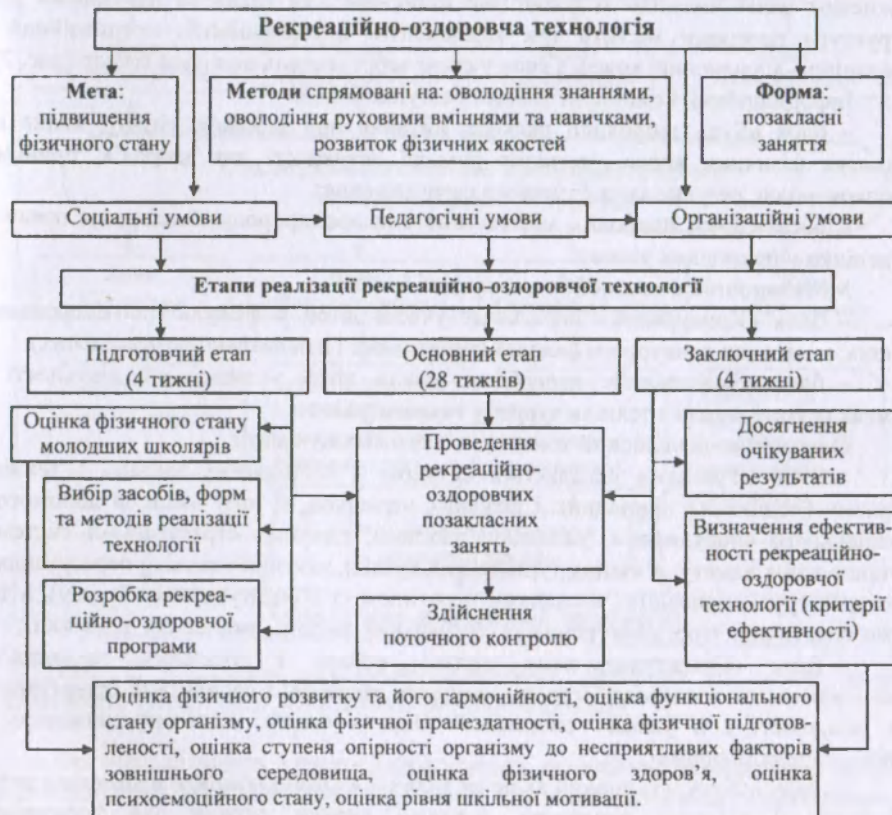 Рекреаційно-оздоровча технологія
Мета:
підвищення
фізичного стану
Методи спрямовані на: оволодіння знаннями,
оволодіння руховими вміннями та навичками,
розвиток фізичних якостей
Форма:
позакласні
заняття
Соціальні умови
Педагогічні умови
Організаційні умови
Етапи реалізації рекреаційно-оздоровчої технології
Підготовчий етап
(4 тижні)
Основний етап
(28 тижнів)
Заключний етап
(4 тижні)
Оцінка фізичного стану
молодших школярів
Вибір засобів, форм
та методів реалізації
технології
Розробка рекреа-
ційно-оздоровчої
програми
Проведення
рекреаційно-
оздоровчих
позакласних
занять
Здійснення
поточного контролю
Досягнення
очікуваних
результатів
Визначення ефектив-
ності рекреаційно-
оздоровчої
технології (критерії
ефективності)
Оцінка фізичного розвитку та його гармонійності, оцінка функціонального
стану організму, оцінка фізичної працездатності, оцінка фізичної підготов-
леності, оцінка ступеня опірності організму до несприятливих факторів
зовнішнього середовища, оцінка фізичного здоров’я, оцінка
психоемоційного стану, оцінка рівня шкільної мотивації.